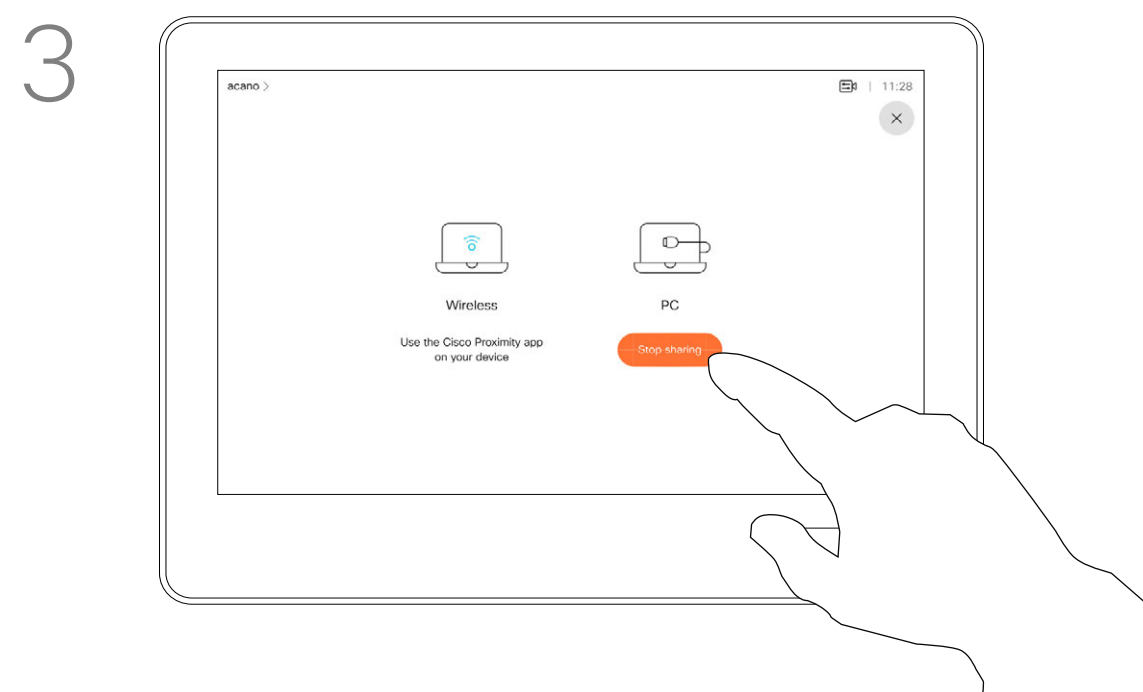 3
acano >
11:28
Wireless
PC
Use the Cisco Proximity app
on your device
Stop sharing